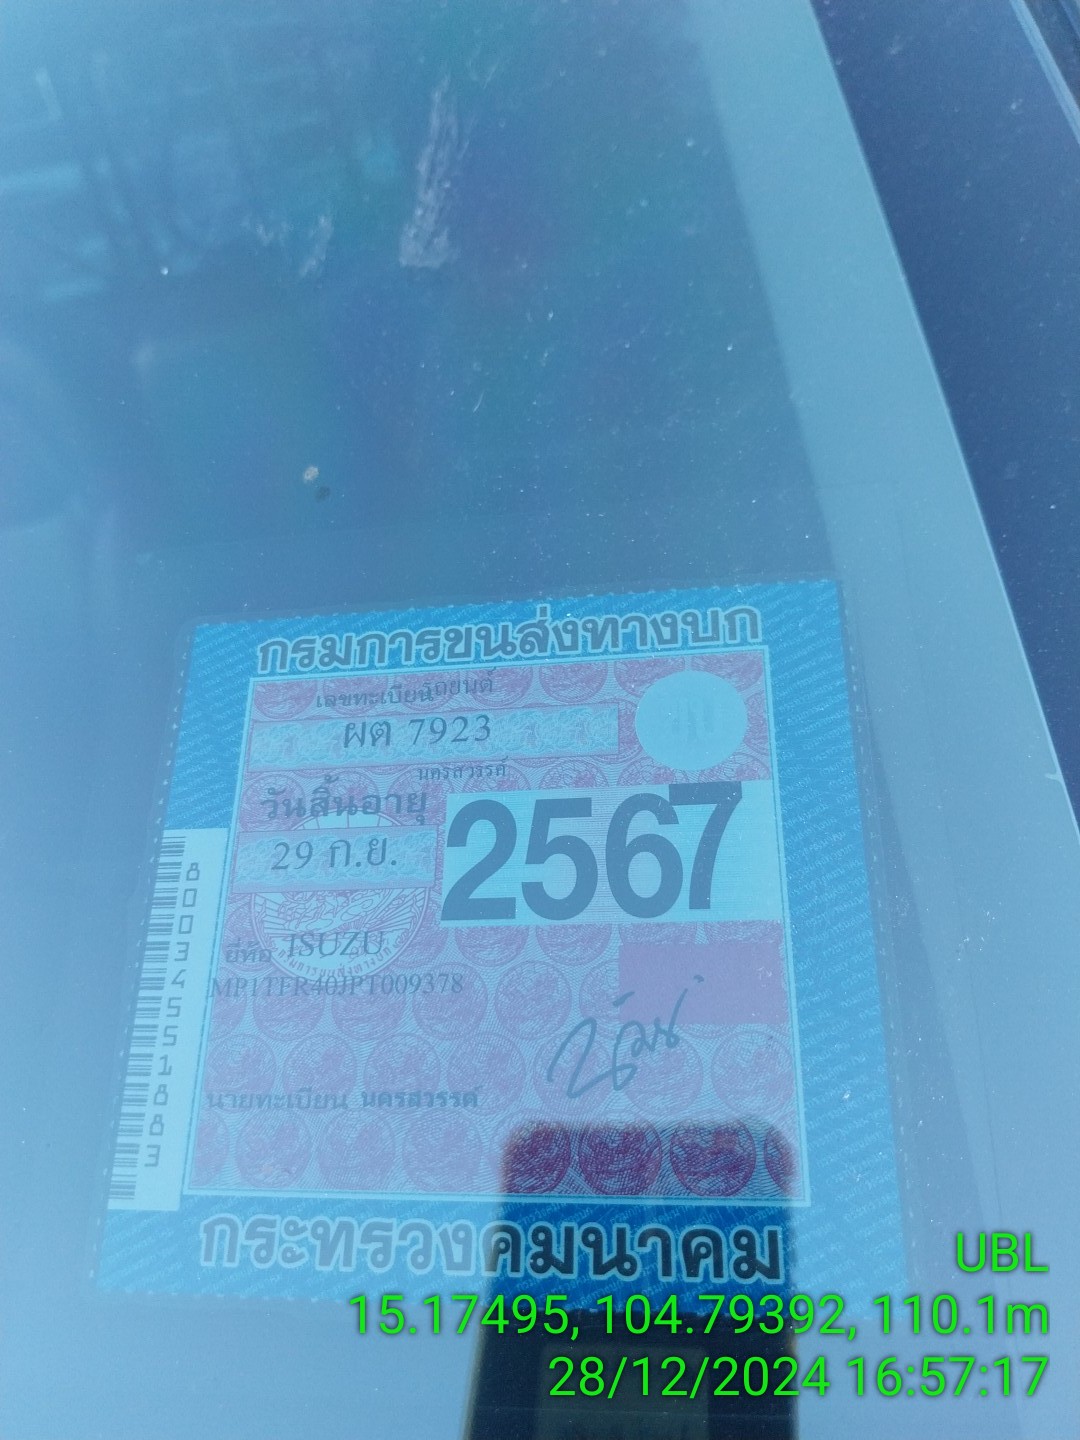 กรมการขนส่งทางบก
เลขทะเบียนรถยนต์
ผต 7923
นครสวรรค์
วันสิ้นอายุ
29 ก.ย.
2567
ยี่ห้อ ISUZU
MP1TFR40JPT009378
นายทะเบียน นครสวรรค์
กระทรวงคมนาคม
8003455188​3
UBL
15.17495, 104.79392, 110.1m
28/12/2024 16:57:17